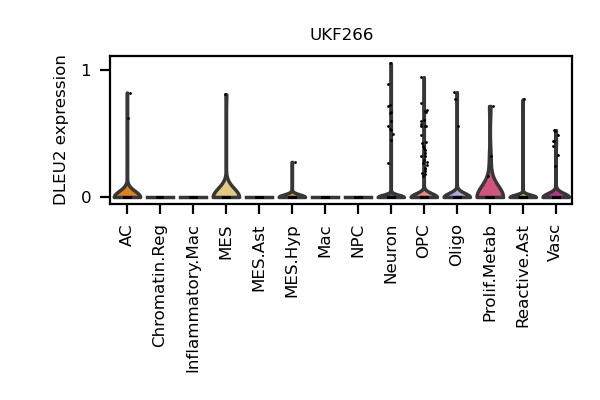 UKF266
DLEU2 expression
1
0
AC
Chromatin.Reg
Inflammatory.Mac
MES
MES.Ast
MES.Hyp
Mac
NPC
Neuron
OPC
Oligo
Prolif.Metab
Reactive.Ast
Vasc